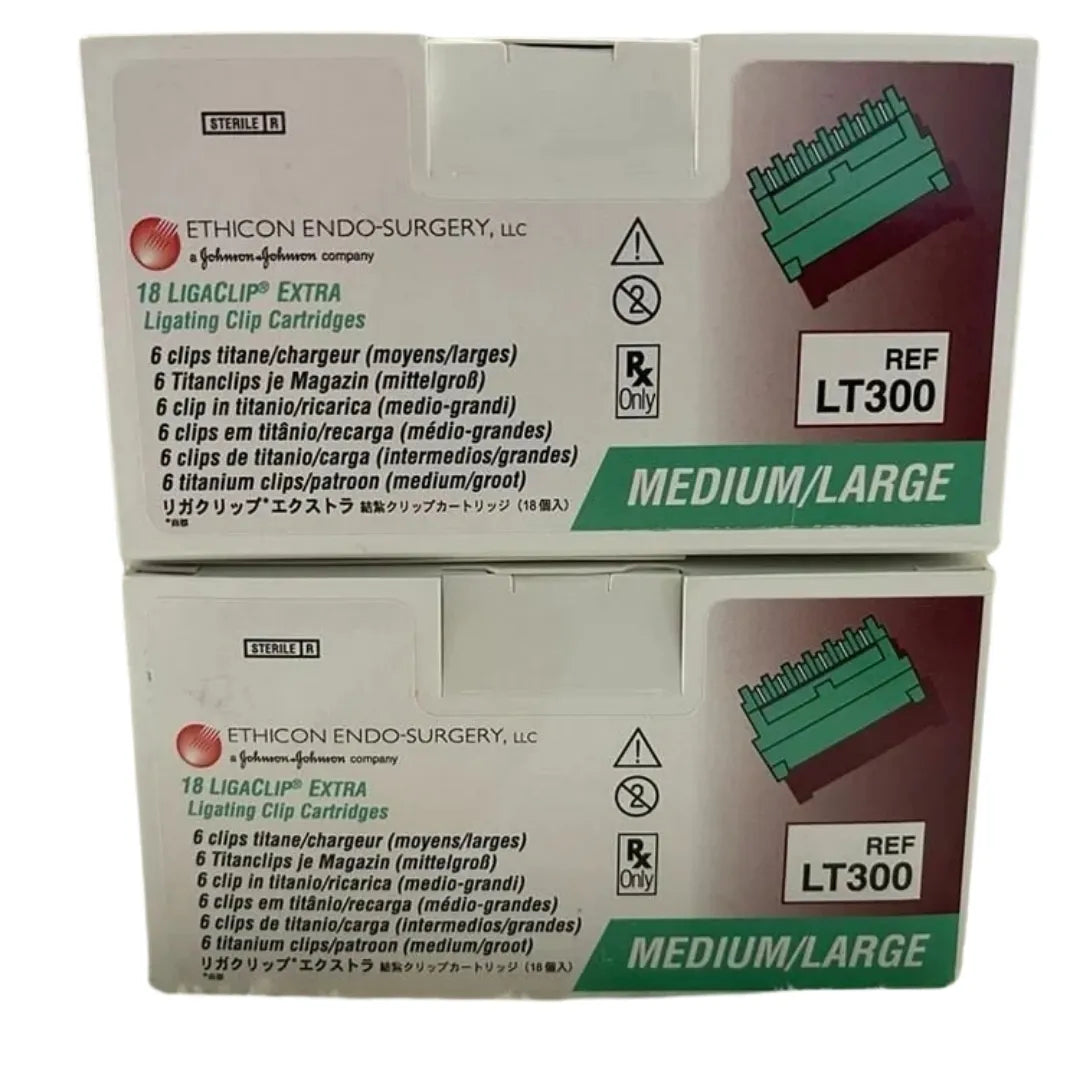 STERILE R
ETHICON ENDO-SURGERY, LLC
a Johnson & Johnson company
18 LIGACLIP® EXTRA
Ligating Clip Cartridges
6 clips titane/chargeur (moyens/larges)
6 Titanclips je Magazin (mittelgroß)
6 clip in titanio/ricarica (medio-grandi)
6 clips em titânio/recarga (médio-grandes)
6 clips de titanio/carga (intermedios/grandes)
6 titanium clips/patroon (medium/groot)
リガクリップ*エクストラ 結紮クリップカートリッジ（18個入）
2
Rx
Only
REF
LT300
MEDIUM/LARGE
STERILE R
ETHICON ENDO-SURGERY, LLC
a Johnson & Johnson company
18 LIGACLIP® EXTRA
Ligating Clip Cartridges
6 clips titane/chargeur (moyens/larges)
6 Titanclips je Magazin (mittelgroß)
6 clip in titanio/ricarica (medio-grandi)
6 clips em titânio/recarga (médio-grandes)
6 clips de titanio/carga (intermedios/grandes)
6 titanium clips/patroon (medium/groot)
リガクリップ*エクストラ 結紮クリップカートリッジ（18個入）
2
Rx
Only
REF
LT300
MEDIUM/LARGE